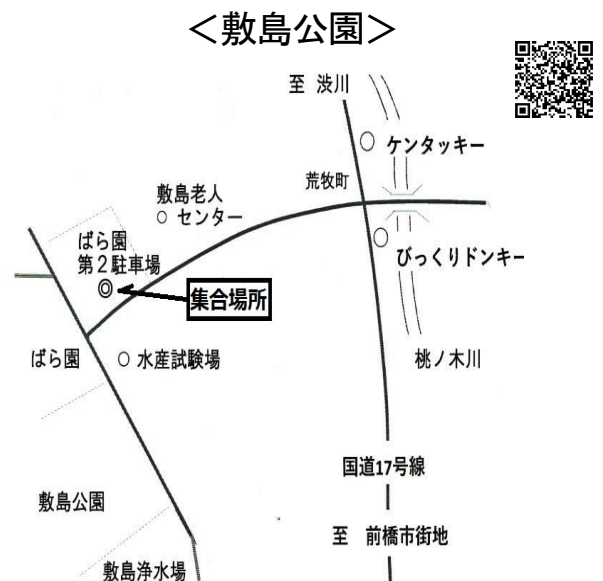 ＜敷島公園＞
至 渋川
ケンタッキー
荒牧町
敷島老人
センター
ばら園
第２駐車場
びっくりドンキー
集合場所
ばら園
水産試験場
桃ノ木川
国道17号線
敷島公園
至 前橋市街地
敷島浄水場